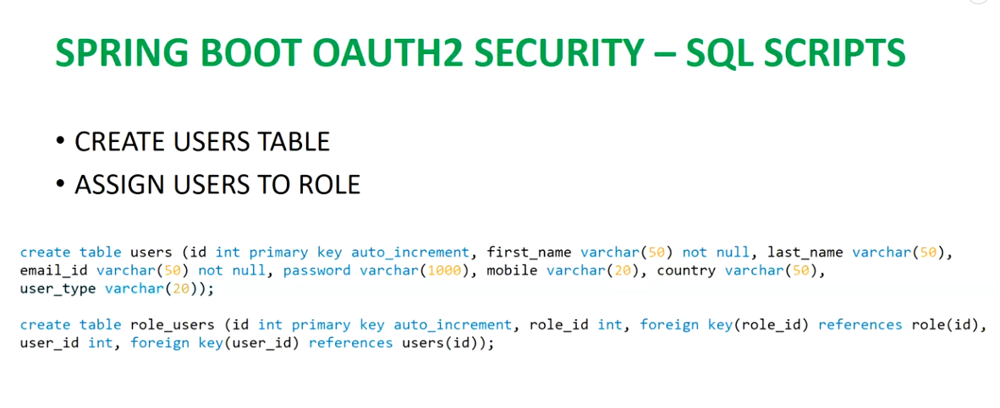 SPRING BOOT OAUTH2 SECURITY – SQL SCRIPTS
• CREATE USERS TABLE
• ASSIGN USERS TO ROLE
create table users (id int primary key auto_increment, first_name varchar(50) not null, last_name varchar(50),
email_id varchar(50) not null, password varchar(1000), mobile varchar(20), country varchar(50),
user_type varchar(20));
create table role_users (id int primary key auto_increment, role_id int, foreign key(role_id) references role(id),
user_id int, foreign key(user_id) references users(id));